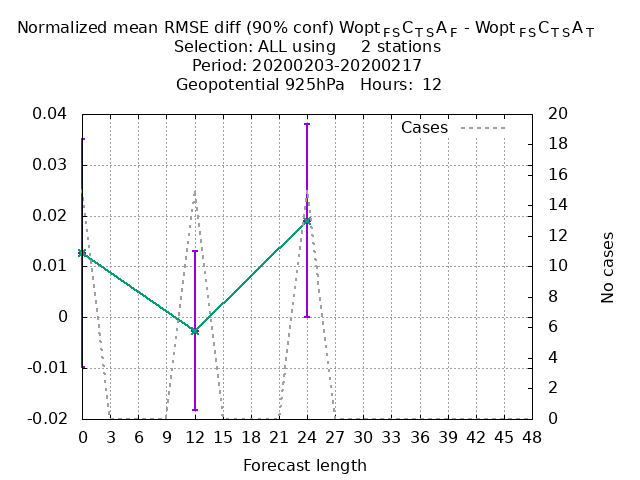 Normalized mean RMSE diff (90% conf) Wopt FS C TS A F - Wopt FS C TS A T
Selection: ALL using 2 stations
Period: 20200203-20200217
Geopotential 925hPa Hours: 12
Cases
0.04
0.03
0.02
0.01
0
-0.01
-0.02
20
18
16
14
12
10
8
6
4
2
0
No cases
0 3 6 9 12 15 18 21 24 27 30 33 36 39 42 45 48
Forecast length